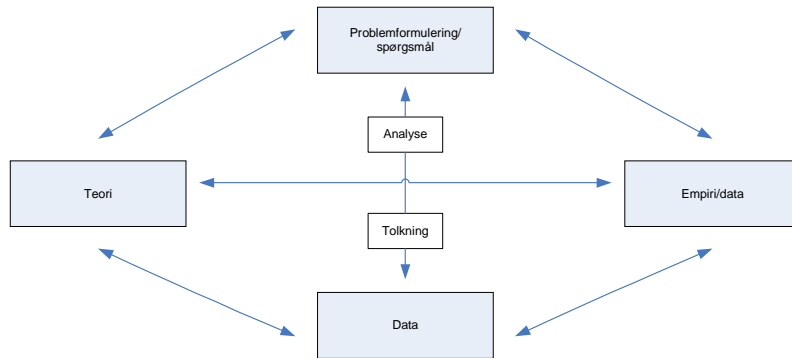 Problemformulering/
spørgsmål
Analyse
Teori
Empiri/data
Tolkning
Data